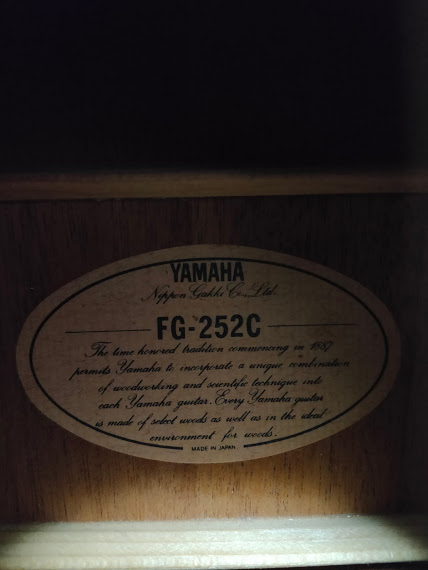 YAMAHA
Nippon Gakki Co., Ltd.
FG-252C
The time honored tradition commencing in 1887
permits Yamaha to incorporate a unique combination
of woodworking and scientific technique into
each Yamaha guitar. Every Yamaha guitar
is made of select woods as well as in the ideal
environment for woods.
MADE IN JAPAN